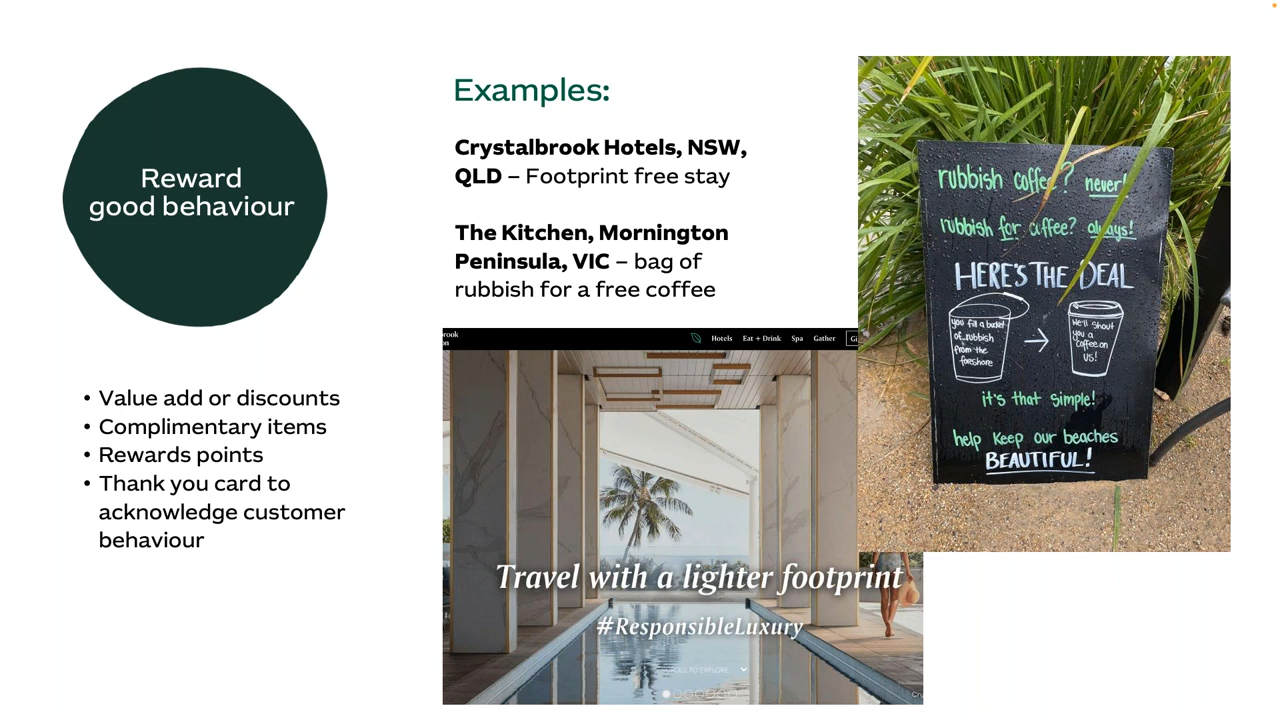 Reward
good behaviour
• Value add or discounts
• Complimentary items
• Rewards points
• Thank you card to
acknowledge customer
behaviour
Examples:
Crystalbrook Hotels, NSW,
QLD – Footprint free stay
The Kitchen, Mornington
Peninsula, VIC – bag of
rubbish for a free coffee
Hotels Eat + Drink Spa Gather
Travel with a lighter footprint
#ResponsibleLuxury
SCROLL TO EXPLORE
rubbish coffee? never!
rubbish for coffee? always!
HERE'S THE DEAL
you fill a bucket
of rubbish
from the
foreshore
We'll shout
you a
coffee on
us!
it's that simple!
help keep our beaches
BEAUTIFUL!